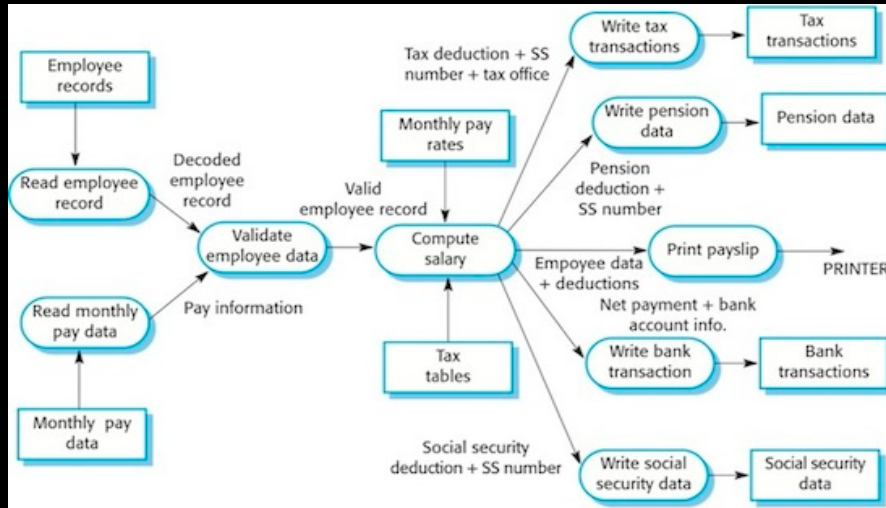 Employee
records
Read employee
record
Decoded
employee
record
Validate
employee data
Read monthly
pay data
Pay information
Monthly pay
data
Valid
employee record
Monthly pay
rates
Compute
salary
Tax
tables
Tax deduction + SS
number + tax office
Write tax
transactions
Tax
transactions
Write pension
data
Pension data
Pension
deduction +
SS number
Empoyee data
+ deductions
Print payslip
PRINTER
Net payment + bank
account info.
Write bank
transaction
Bank
transactions
Social security
deduction + SS number
Write social
security data
Social security
data